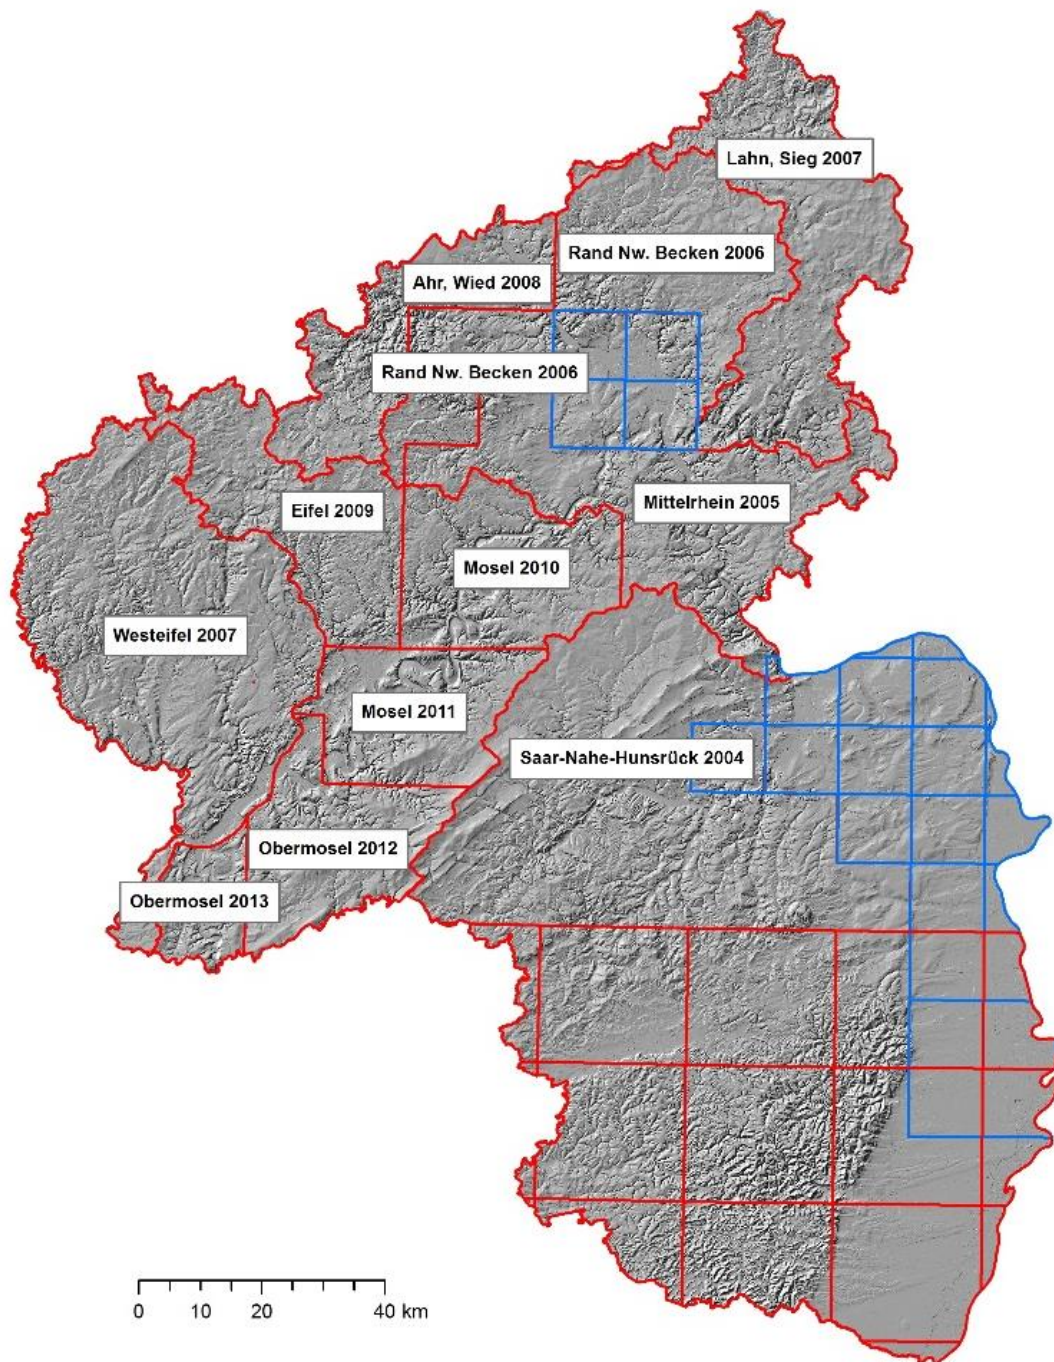 Lahn, Sieg 2007
Rand Nw. Becken 2006
Ahr, Wied 2008
Rand Nw. Becken 2006
Mittelrhein 2005
Eifel 2009
Mosel 2010
Westeifel 2007
Mosel 2011
Saar-Nahe-Hunsrück 2004
Obermosel 2012
Obermosel 2013
0 10 20 40 km